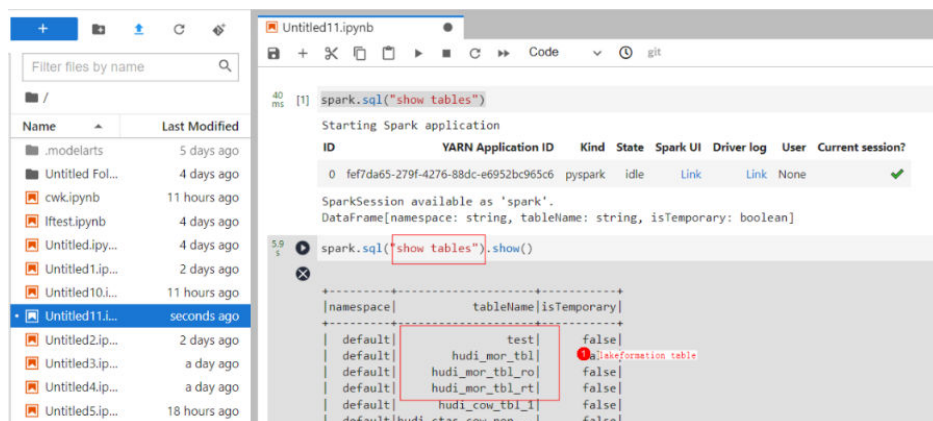 Untitled11.ipynb
Filter files by name
Code
git
/
Name Last Modified
.modelarts 5 days ago
Untitled Fol... 4 days ago
cwk.ipynb 11 hours ago
lftest.ipynb 4 days ago
Untitled.ipy... 4 days ago
Untitled1.ip... 2 days ago
Untitled10.i... 11 hours ago
Untitled11.i... seconds ago
Untitled2.ip... 2 days ago
Untitled3.ip... a day ago
Untitled4.ip... a day ago
Untitled5.ip... 18 hours ago
40 ms [1] spark.sql("show tables")
Starting Spark application
ID YARN Application ID Kind State Spark UI Driver log User Current session?
0 fef7da65-279f-4276-88dc-e6952bc965c6 pyspark idle Link Link None ✔
SparkSession available as 'spark'.
DataFrame[namespace: string, tableName: string, isTemporary: boolean]
5.9 s spark.sql("show tables").show()
+---------+--------------------+-----------+
|namespace| tableName|isTemporary|
+---------+--------------------+-----------+
| default| test| false|
| default| hudi_mor_tbl|
1 lakeformation table
| default| hudi_mor_tbl_ro| false|
| default| hudi_mor_tbl_rt| false|
| default| hudi_cow_tbl_1| false|